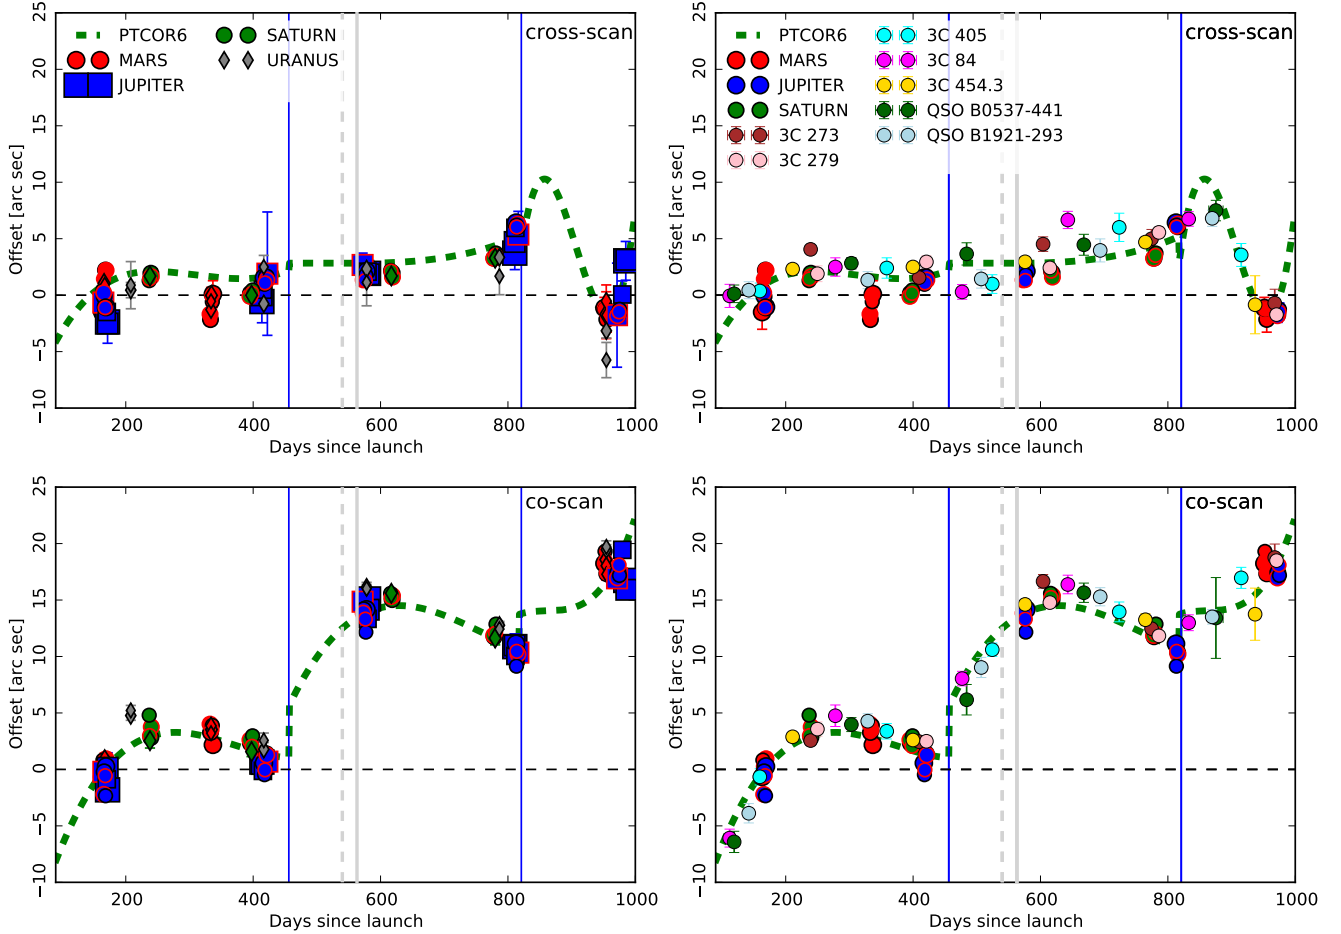 25
20
15
10
5
0
−5
−10
Offset [arc sec]
PTCOR6
MARS
JUPITER
SATURN
URANUS
cross-scan
200
400
600
800
1000
Days since launch
25
20
15
10
5
0
−5
−10
Offset [arc sec]
PTCOR6
MARS
JUPITER
SATURN
3C 273
3C 279
3C 405
3C 84
3C 454.3
QSO B0537-441
QSO B1921-293
cross-scan
200
400
600
800
1000
Days since launch
25
20
15
10
5
0
−5
−10
Offset [arc sec]
co-scan
200
400
600
800
1000
Days since launch
25
20
15
10
5
0
−5
−10
Offset [arc sec]
co-scan
200
400
600
800
1000
Days since launch